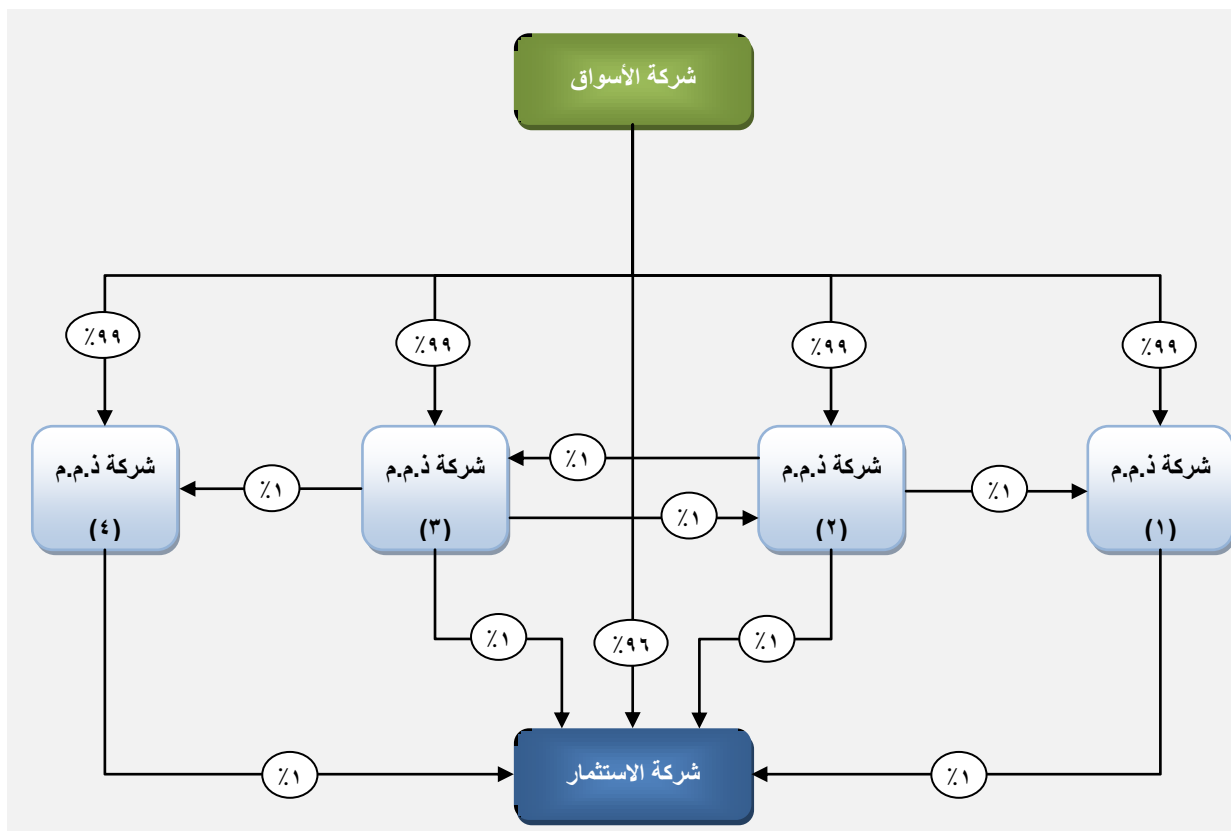 شركة الأسواق
٩٩٪
٩٩٪
٩٩٪
٩٩٪
شركة ذ.م.م
(١)
شركة ذ.م.م
(٢)
شركة ذ.م.م
(٣)
شركة ذ.م.م
(٤)
١٪
١٪
١٪
١٪
١٪
٩٦٪
١٪
١٪
١٪
شركة الاستثمار